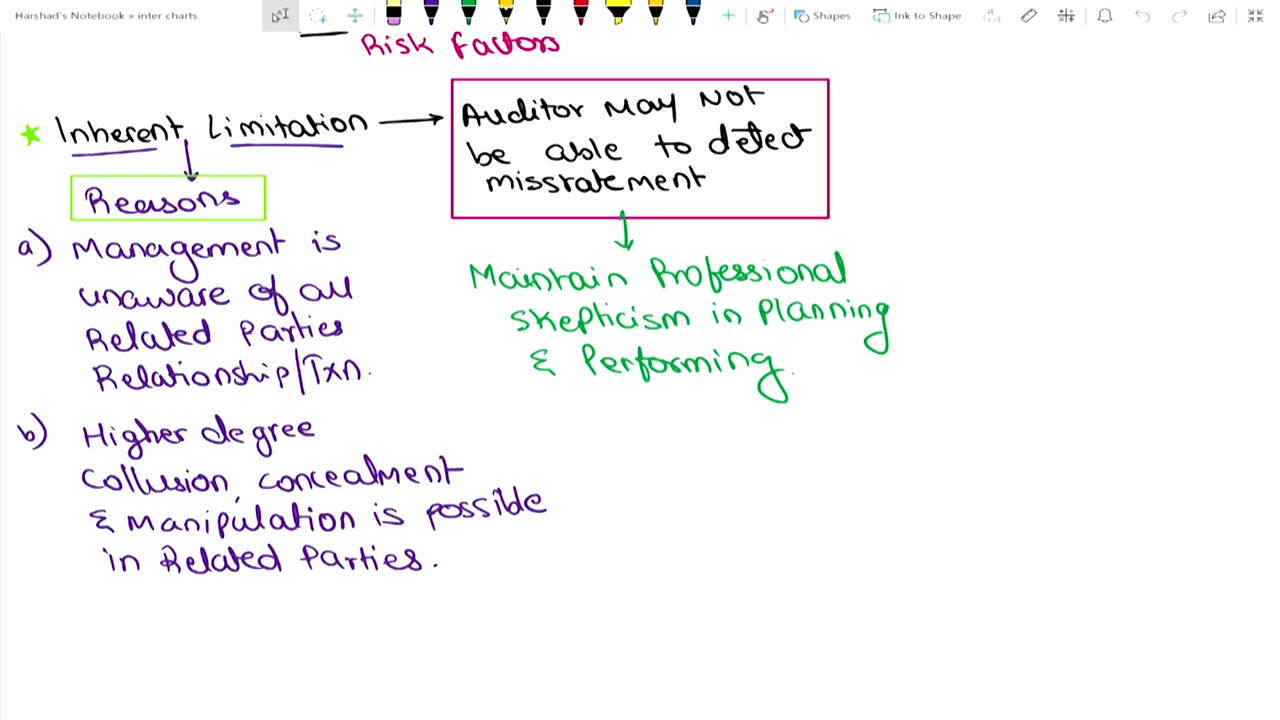 Harshad's Notebook » inter charts
Shapes
Ink to Shape
Risk factors
Inherent Limitation
Auditor May Not
be able to detect
misstatement
Reasons
a) Management is
unaware of all
Related Parties
Relationship/Txn.
Maintain Professional
skepticism in Planning
& Performing.
b) Higher degree
Collusion, concealment
& Manipulation is possible
in Related Parties.